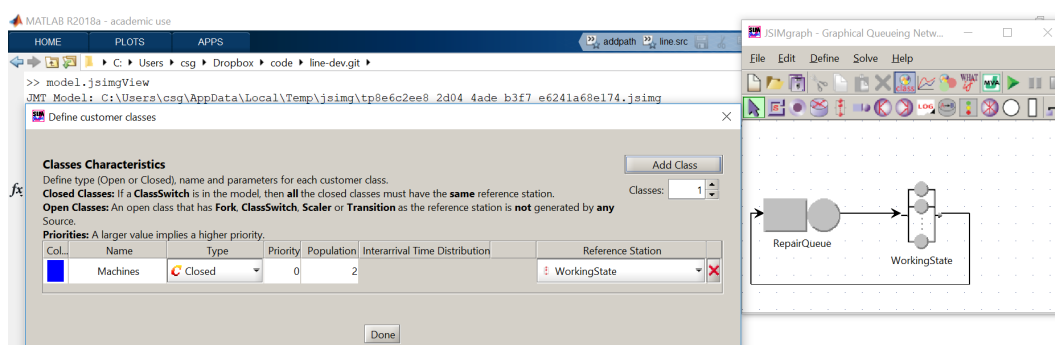 MATLAB R2018a - academic use
HOME PLOTS APPS
addpath line.src
C: Users csg Dropbox code line-dev.git
>> model.jsimgView
JMT Model: C:\Users\csg\AppData\Local\Temp\jsimg\tp8e6c2ee8_2d04_4ade_b3f7_e6241a68e174.jsimg
fx
Define customer classes
Classes Characteristics
Add Class
Define type (Open or Closed), name and parameters for each customer class.
Closed Classes: If a ClassSwitch is in the model, then all the closed classes must have the same reference station.
Classes: 1
Open Classes: An open class that has Fork, ClassSwitch, Scaler or Transition as the reference station is not generated by any
Source.
Priorities: A larger value implies a higher priority.
Col... Name Type Priority Population Interarrival Time Distribution Reference Station
Machines Closed 0 2 WorkingState
Done
JSIMgraph - Graphical Queueing Netw...
File Edit Define Solve Help
class WHAT IF MVA
S LOG
RepairQueue
WorkingState